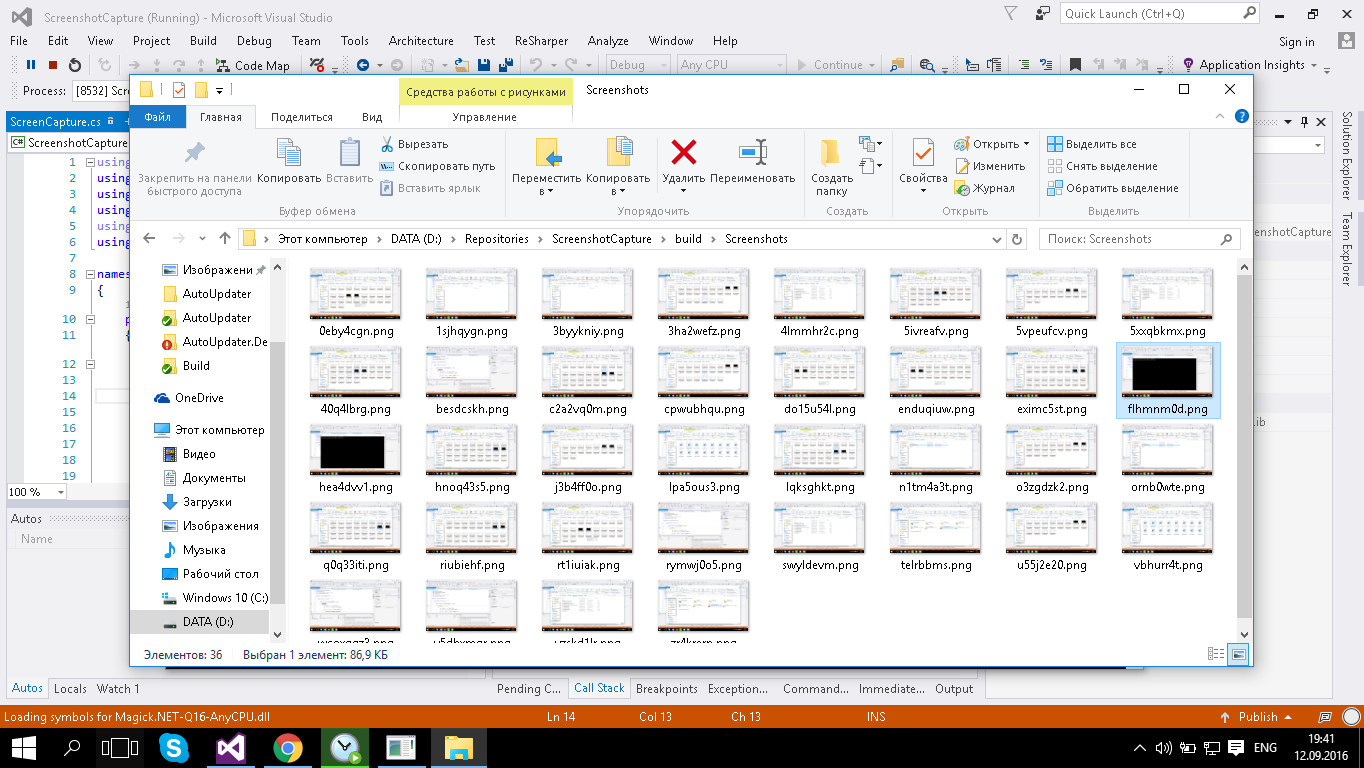 ScreenshotCapture (Running) - Microsoft Visual Studio
Quick Launch (Ctrl+Q)
File Edit View Project Build Debug Team Tools Architecture Test ReSharper Analyze Window Help
Sign in
Code Map Debug Any CPU Continue Application Insights
Process: [8532] Scre
Средства работы с рисунками Screenshots
Файл Главная Поделиться Вид Управление
ScreenCapture.cs
ScreenshotCapture
Закрепить на панели быстрого доступа
Копировать
Вставить
Вырезать
Скопировать путь
Вставить ярлык
Буфер обмена
Переместить в
Копировать в
Удалить
Переименовать
Упорядочить
Создать папку
Создать
Свойства
Открыть
Изменить
Журнал
Открыть
Выделить все
Снять выделение
Обратить выделение
Выделить
Этот компьютер DATA (D:) Repositories ScreenshotCapture build Screenshots
Поиск: Screenshots
1 using
2 using
3 using
4 using
5 using
6 using
7
8 names
9 {
10 p
11 {
12
13
14
15
16
17
18
19
100 %
Autos
Name
Изображени
AutoUpdater
AutoUpdater
AutoUpdater.De
Build
OneDrive
Этот компьютер
Видео
Документы
Загрузки
Изображения
Музыка
Рабочий стол
Windows 10 (C:)
DATA (D:)
0eby4cgn.png 1sjhqygn.png 3byykniy.png 3ha2wefz.png 4lmmhr2c.png 5ivreafv.png 5vpeufcv.png 5xxqbkmx.png
40q4lbrg.png besdcskh.png c2a2vq0m.png cpwubhqu.png do15u54l.png enduqiuw.png eximc5st.png flhmnm0d.png
hea4dvv1.png hnoq43s5.png j3b4ff0o.png lpa5ous3.png lqksghkt.png n1tm4a3t.png o3zgdzk2.png ornb0wte.png
q0q33iti.png riubiehf.png rt1iuiak.png rymwj0o5.png swyldevm.png telrbbms.png u55j2e20.png vbhurr4t.png
Элементов: 36 Выбран 1 элемент: 86,9 КБ
Solution Explorer
Team Explorer
enshotCapture
Lib
Autos Locals Watch 1
Pending C... Call Stack Breakpoints Exception... Command... Immediate... Output
Loading symbols for Magick.NET-Q16-AnyCPU.dll Ln 14 Col 13 Ch 13 INS Publish
ENG
19:41
12.09.2016